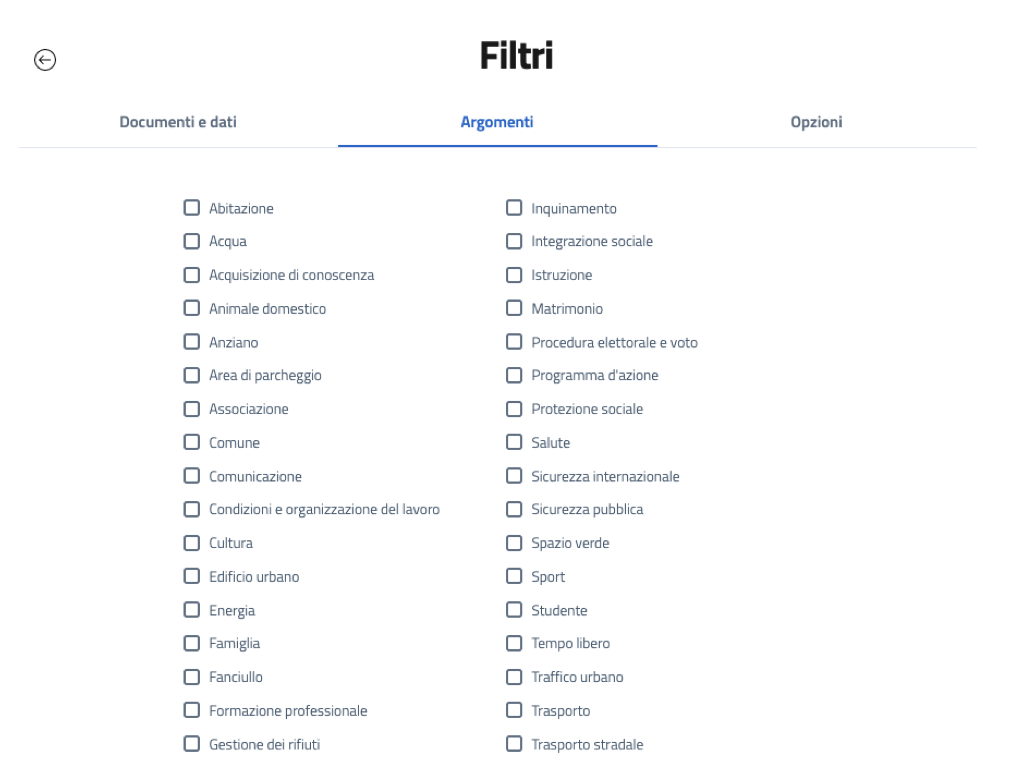 Filtri
Documenti e dati
Argomenti
Opzioni
Abitazione
Acqua
Acquisizione di conoscenza
Animale domestico
Anziano
Area di parcheggio
Associazione
Comune
Comunicazione
Condizioni e organizzazione del lavoro
Cultura
Edificio urbano
Energia
Famiglia
Fanciullo
Formazione professionale
Gestione dei rifiuti
Inquinamento
Integrazione sociale
Istruzione
Matrimonio
Procedura elettorale e voto
Programma d'azione
Protezione sociale
Salute
Sicurezza internazionale
Sicurezza pubblica
Spazio verde
Sport
Studente
Tempo libero
Traffico urbano
Trasporto
Trasporto stradale